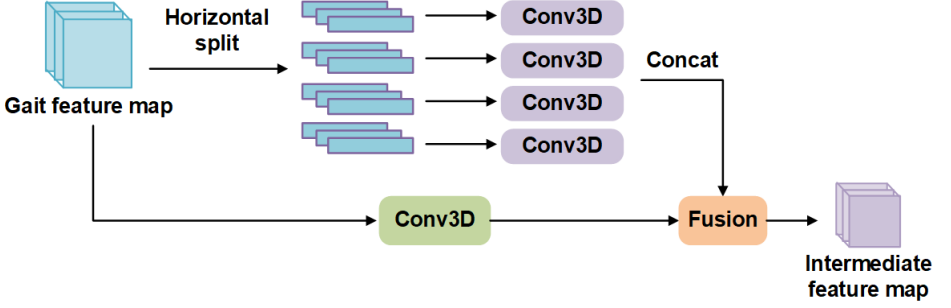 Horizontal
split
Gait feature map
Conv3D
Conv3D
Conv3D
Conv3D
Concat
Conv3D
Fusion
Intermediate
feature map